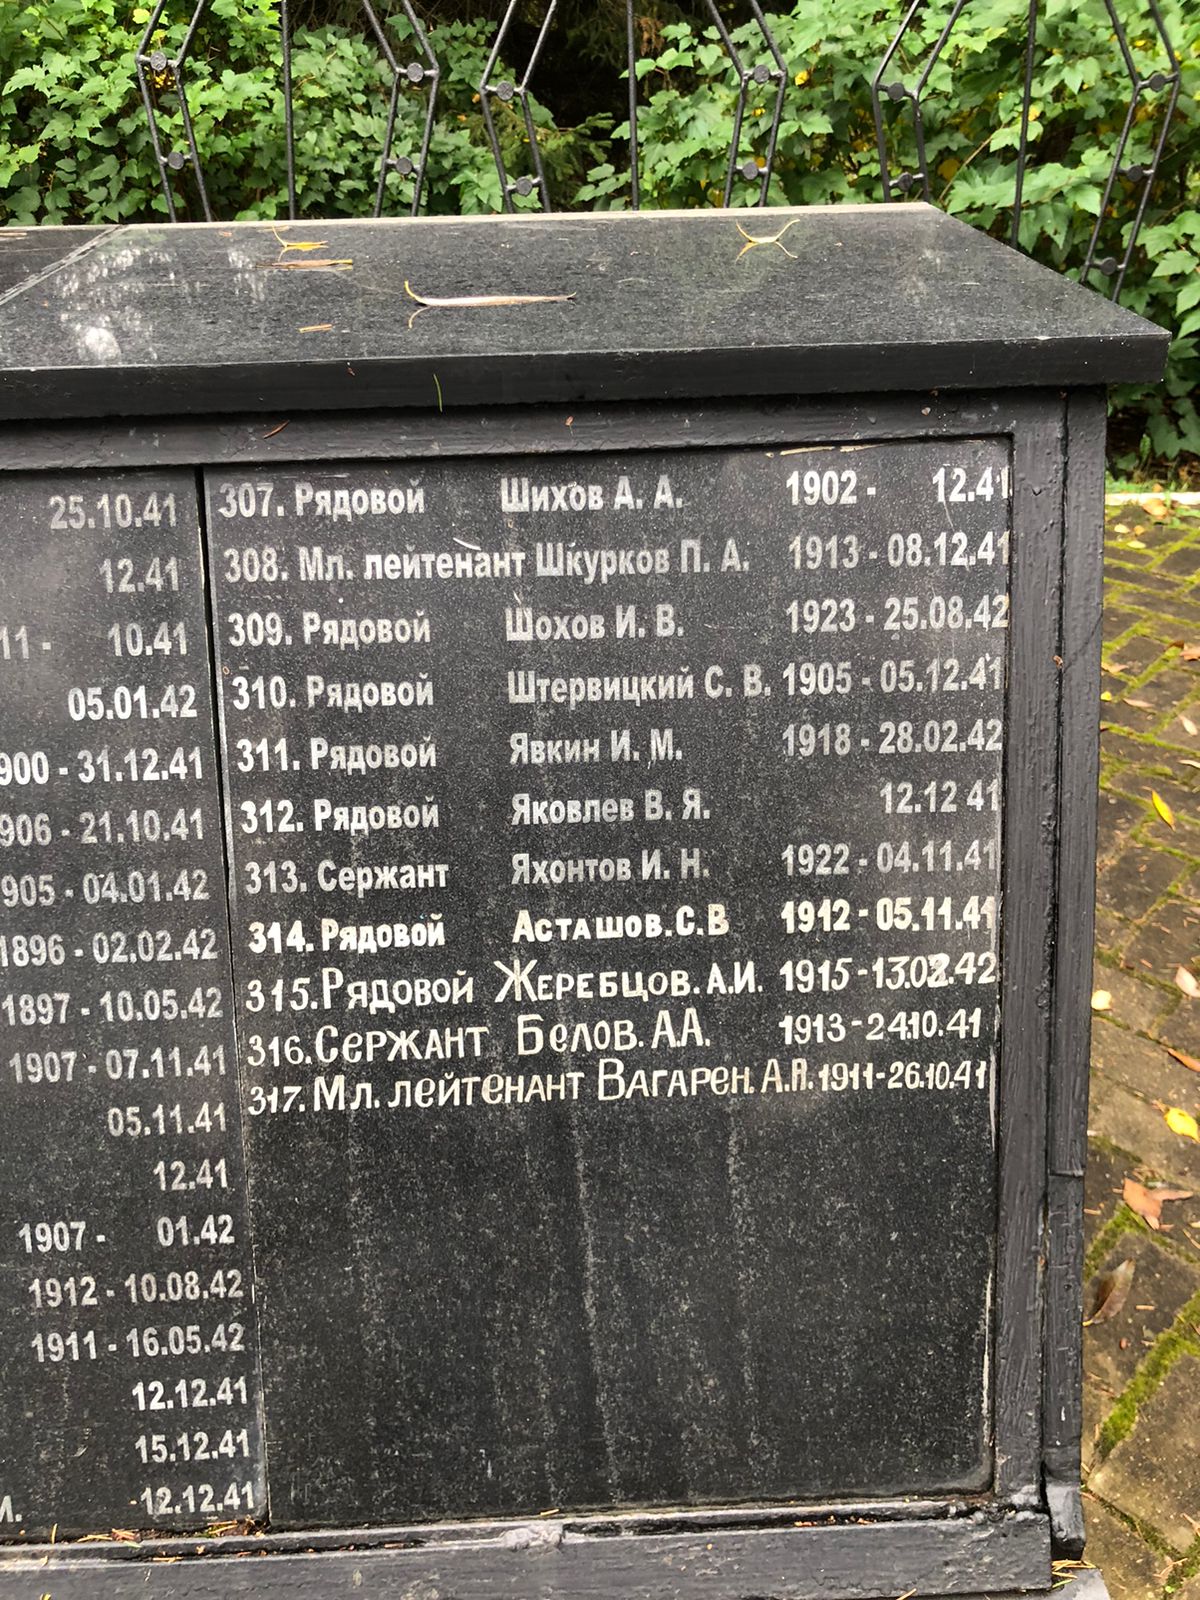 25.10.41
12.41
11 - 10.41
05.01.42
900 - 31.12.41
906 - 21.10.41
905 - 04.01.42
1896 - 02.02.42
1897 - 10.05.42
1907 - 07.11.41
05.11.41
12.41
1907 - 01.42
1912 - 10.08.42
1911 - 16.05.42
12.12.41
15.12.41
И. -12.12.41
307. Рядовой Шихов А. А. 1902 - 12.41
308. Мл. лейтенант Шкурков П. А. 1913 - 08.12.41
309. Рядовой Шохов И. В. 1923 - 25.08.42
310. Рядовой Штервицкий С. В. 1905 - 05.12.41
311. Рядовой Явкин И. М. 1918 - 28.02.42
312. Рядовой Яковлев В. Я. 12.12 41
313. Сержант Яхонтов И. Н. 1922 - 04.11.41
314. Рядовой Асташов.С.В 1912 - 05.11.41
315. Рядовой Жеребцов.А.И. 1915 - 13.02.42
316. Сержант Белов.А.А. 1913 - 24.10.41
317. Мл. лейтенант Вагарен. А.Я. 1911 - 26.10.41